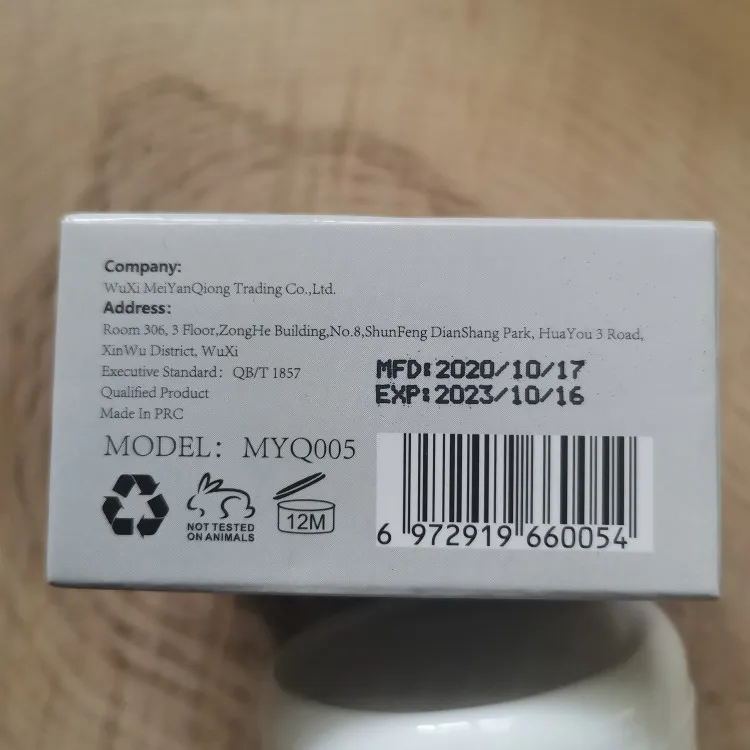 Company:
WuXi MeiYanQiong Trading Co.,Ltd.
Address:
Room 306, 3 Floor,ZongHe Building,No.8,ShunFeng DianShang Park, HuaYou 3 Road,
XinWu District, WuXi
Executive Standard: QB/T 1857
Qualified Product
Made In PRC
MFD:2020/10/17
EXP:2023/10/16
MODEL: MYQ005
NOT TESTED
ON ANIMALS
12M
6 972919 660054